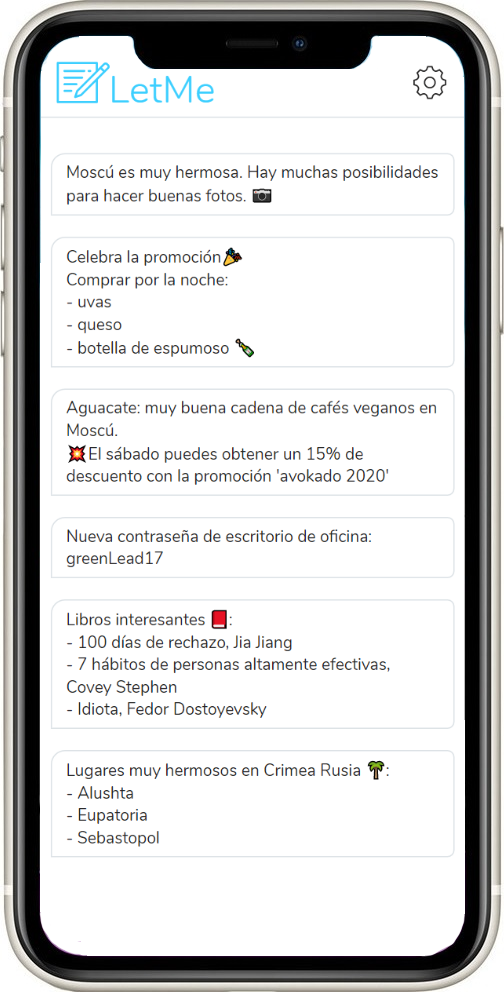 LetMe
Moscú es muy hermosa. Hay muchas posibilidades
para hacer buenas fotos. 📷
Celebra la promoción🎉
Comprar por la noche:
- uvas
- queso
- botella de espumoso 🍾
Aguacate: muy buena cadena de cafés veganos en
Moscú.
💥El sábado puedes obtener un 15% de
descuento con la promoción 'avokado 2020'
Nueva contraseña de escritorio de oficina:
greenLead17
Libros interesantes 📕:
- 100 días de rechazo, Jia Jiang
- 7 hábitos de personas altamente efectivas,
Covey Stephen
- Idiota, Fedor Dostoyevsky
Lugares muy hermosos en Crimea Rusia 🌴:
- Alushta
- Eupatoria
- Sebastopol